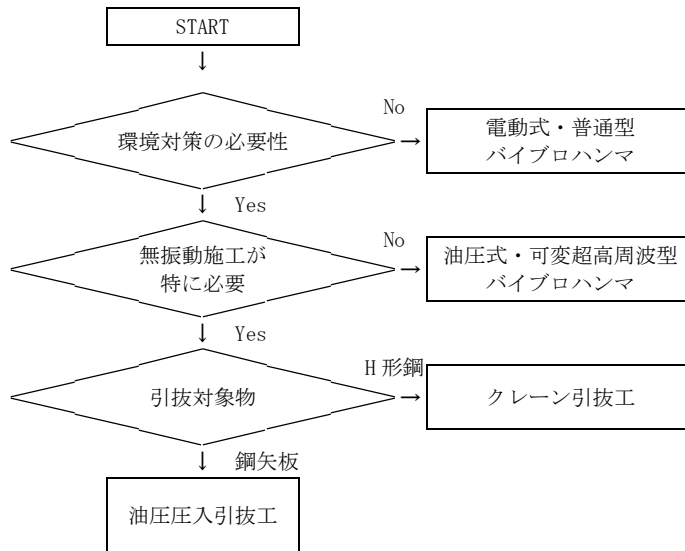 START
↓
環境対策の必要性
No
→
電動式・普通型
バイブロハンマ
↓ Yes
無振動施工が
特に必要
No
→
油圧式・可変超高周波型
バイブロハンマ
↓ Yes
引抜対象物
H形鋼
→
クレーン引抜工
↓ 鋼矢板
油圧圧入引抜工